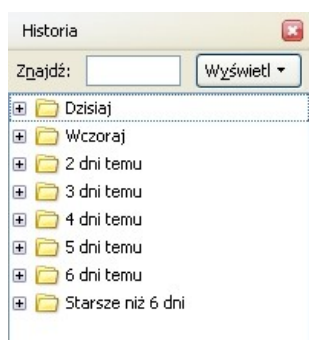 Historia
Znajdź: Wyświetl
Dzisiaj
Wczoraj
2 dni temu
3 dni temu
4 dni temu
5 dni temu
6 dni temu
Starsze niż 6 dni